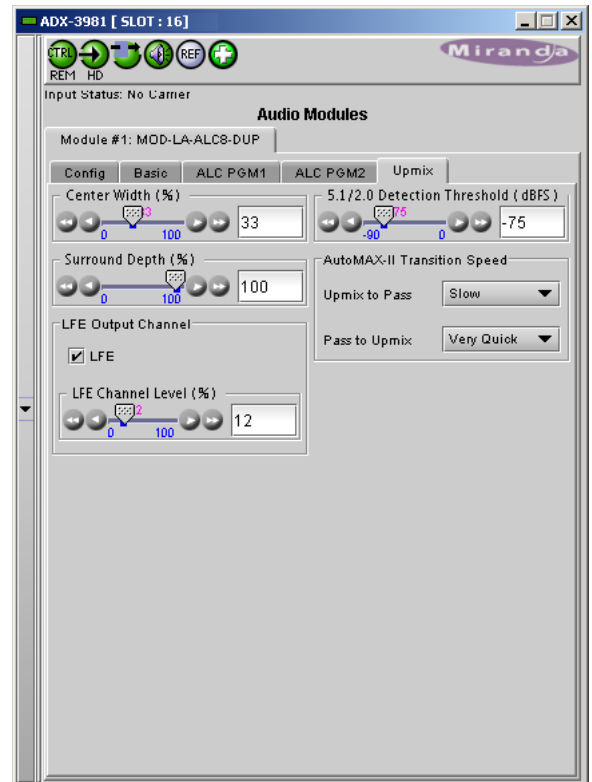 ADX-3981 [ SLOT : 16]
CTRL REF Miranda
REM HD
Input Status: No Carrier
Audio Modules
Module #1: MOD-LA-ALC8-DUP
Config Basic ALC PGM1 ALC PGM2 Upmix
Center Width (%)
33
0 100
5.1/2.0 Detection Threshold ( dBFS )
75
-75
-90 0
Surround Depth (%)
100
0 100
AutoMAX-II Transition Speed
Upmix to Pass Slow
Pass to Upmix Very Quick
LFE Output Channel
LFE
LFE Channel Level (%)
2
12
0 100